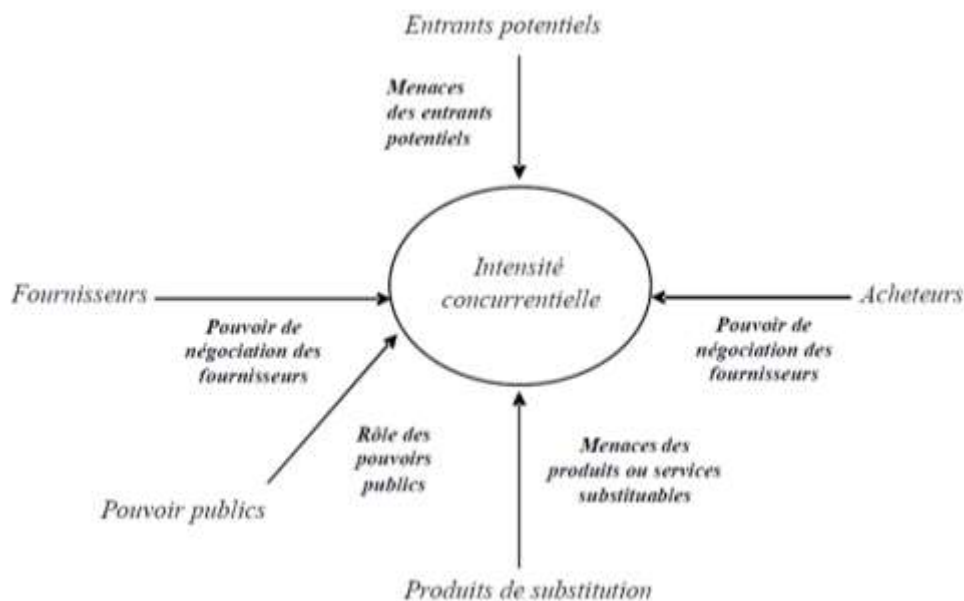 Entrants potentiels
Menaces
des entrants
potentiels
Intensité
concurrentielle
Fournisseurs
Acheteurs
Pouvoir de
négociation des
fournisseurs
Pouvoir de
négociation des
fournisseurs
Rôle des
pouvoirs
publics
Menaces des
produits ou services
substituables
Pouvoir publics
Produits de substitution